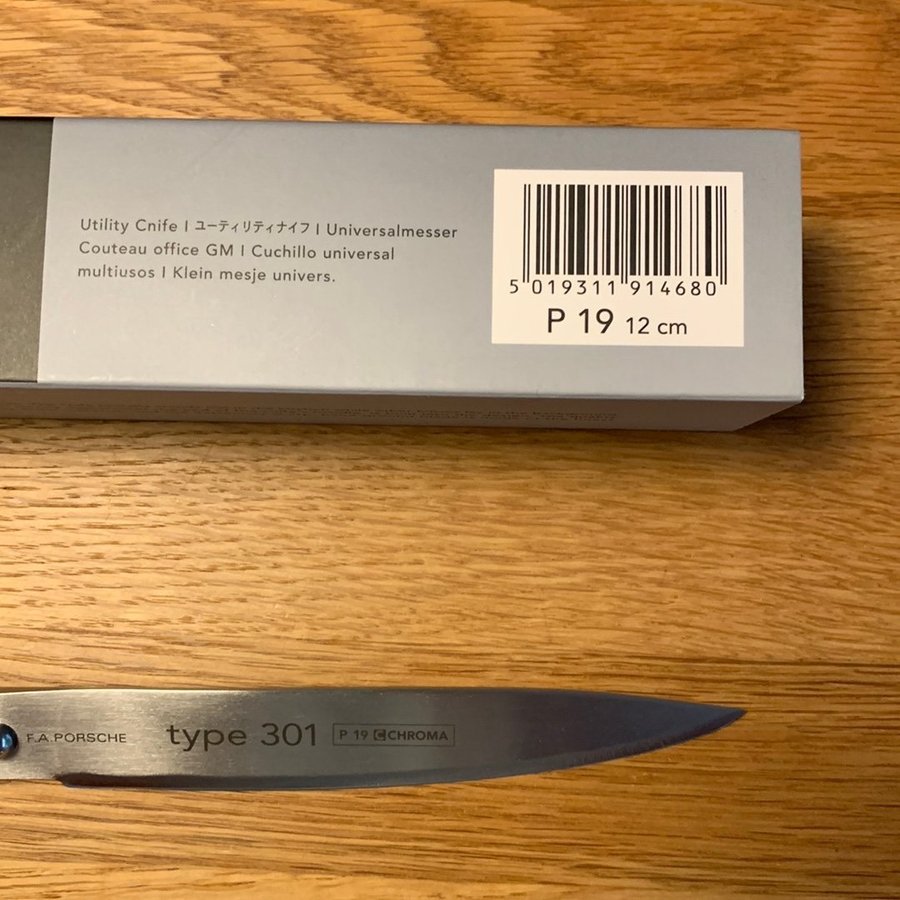 Utility Cnife | ユーティリティナイフ | Universalmesser
Couteau office GM | Cuchillo universal
multiusos | Klein mesje univers.
5 019311 914680
P 19 12 cm
F.A.PORSCHE type 301 P 19 C CHROMA